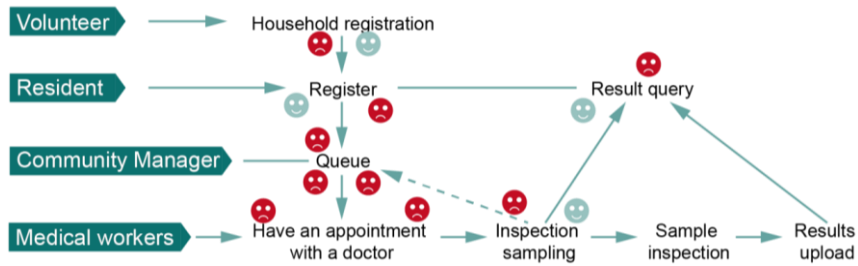 Volunteer
Household registration
Resident
Register
Result query
Community Manager
Queue
Medical workers
Have an appointment
with a doctor
Inspection
sampling
Sample
inspection
Results
upload